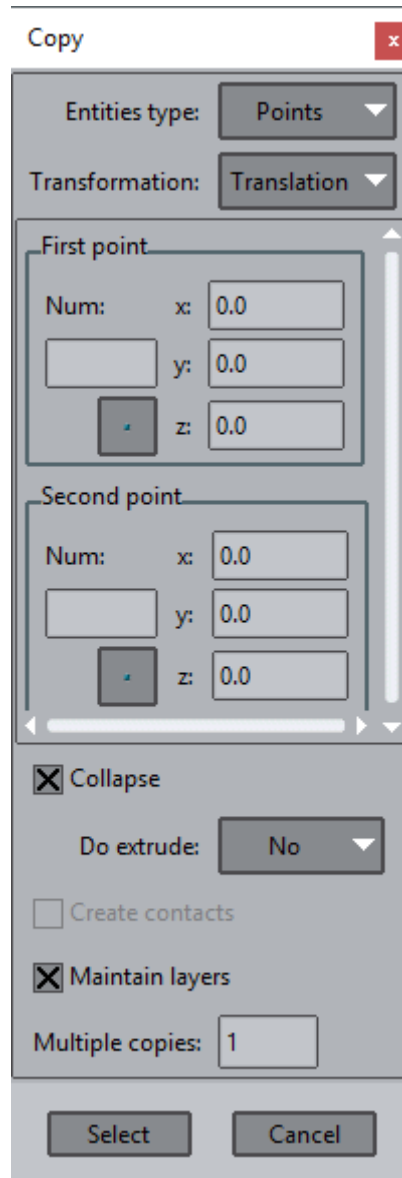 Copy
x
Entities type: Points
Transformation: Translation
First point
Num: x: 0.0
y: 0.0
z: 0.0
Second point
Num: x: 0.0
y: 0.0
z: 0.0
Collapse
Do extrude: No
Create contacts
Maintain layers
Multiple copies: 1
Select Cancel